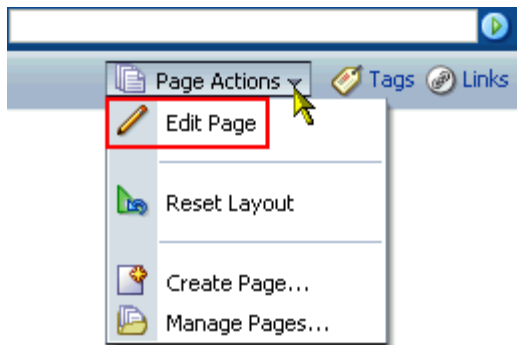 Page Actions Tags Links
Edit Page
Reset Layout
Create Page...
Manage Pages...